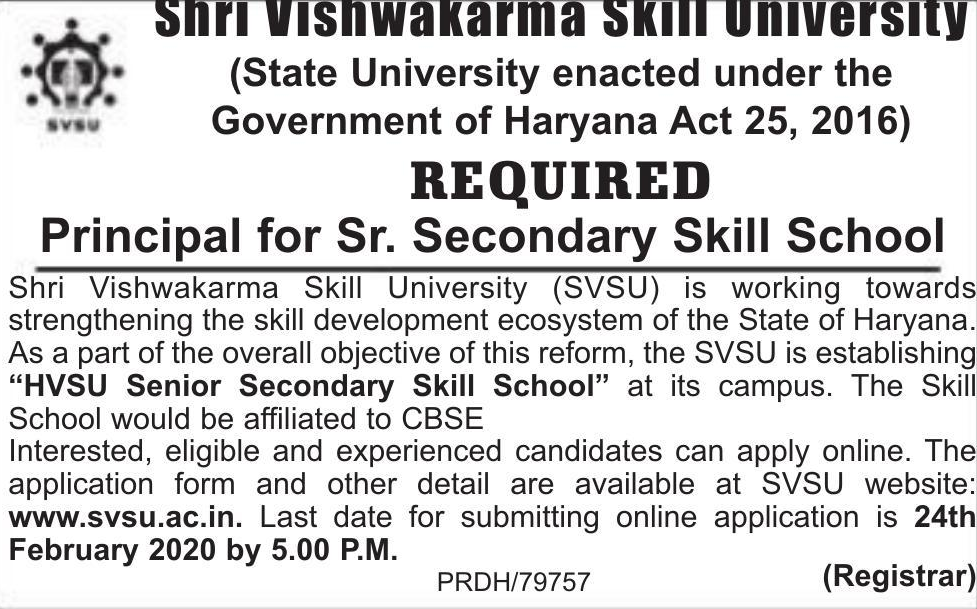 Shri Vishwakarma Skill University
SVSU
(State University enacted under the
Government of Haryana Act 25, 2016)
REQUIRED
Principal for Sr. Secondary Skill School
Shri Vishwakarma Skill University (SVSU) is working towards
strengthening the skill development ecosystem of the State of Haryana.
As a part of the overall objective of this reform, the SVSU is establishing
“HVSU Senior Secondary Skill School” at its campus. The Skill
School would be affiliated to CBSE
Interested, eligible and experienced candidates can apply online. The
application form and other detail are available at SVSU website:
www.svsu.ac.in. Last date for submitting online application is 24th
February 2020 by 5.00 P.M.
PRDH/79757
(Registrar)